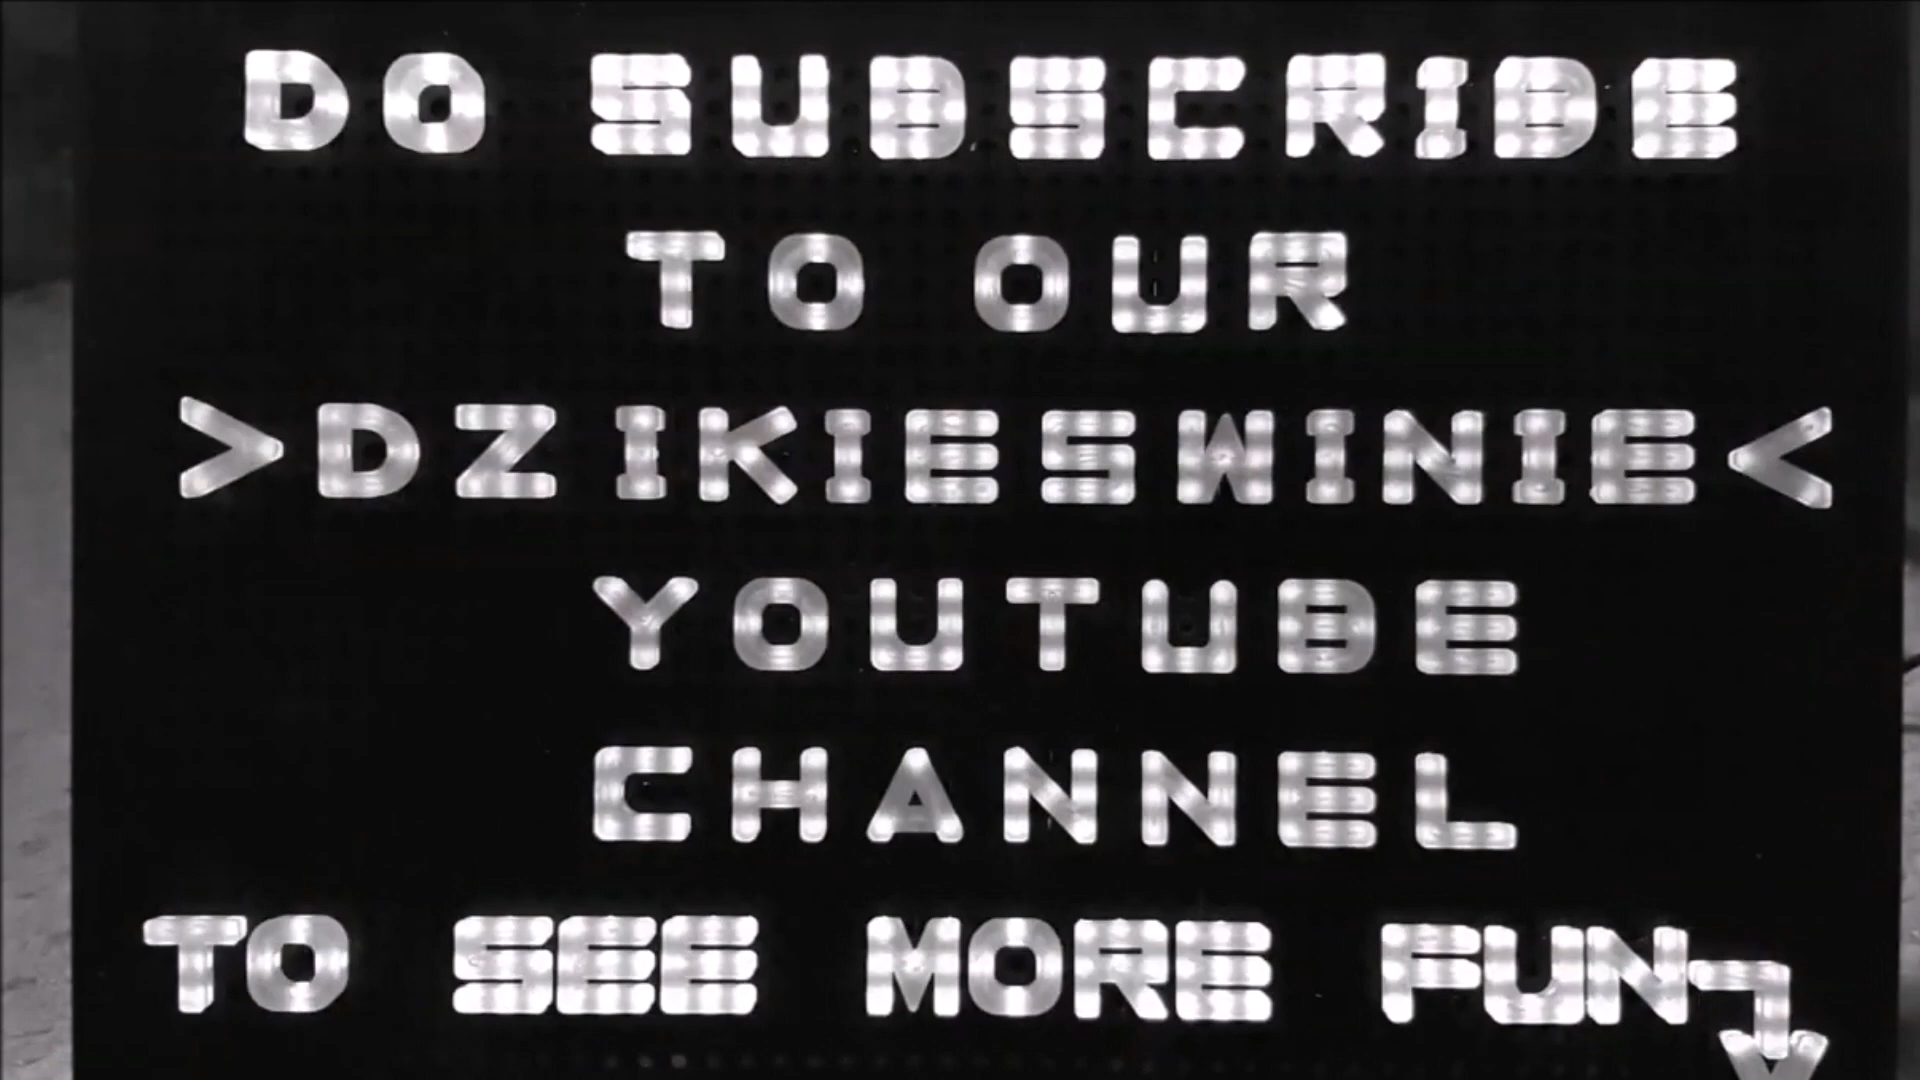 DO SUBSCRIBE
TO OUR
>DZIKIESWINIE<
YOUTUBE
CHANNEL
TO SEE MORE FUN